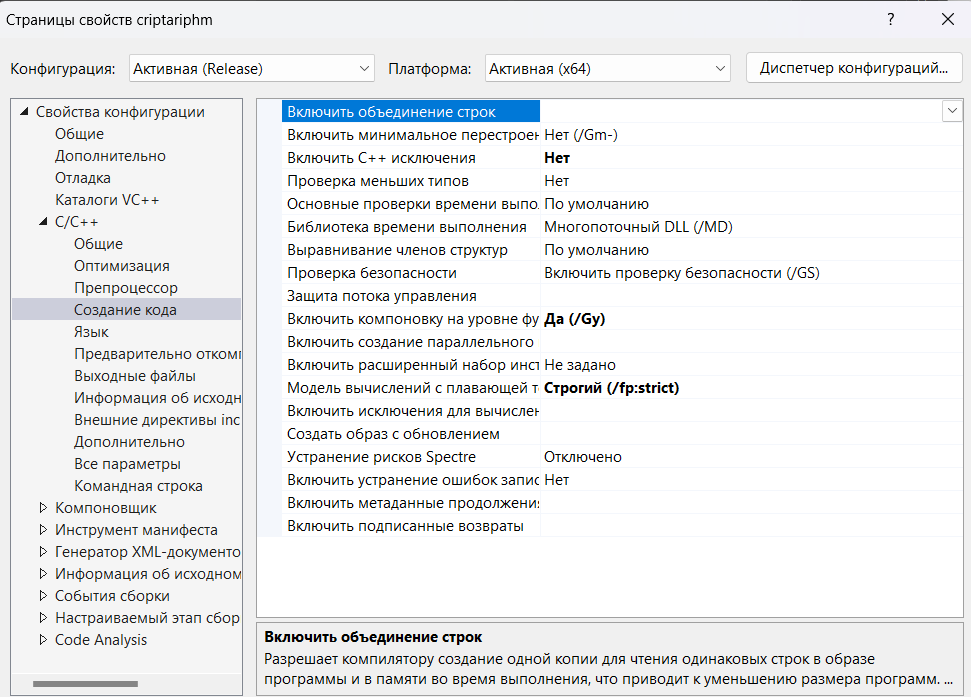 Страницы свойств criptariphm ?
Конфигурация: Активная (Release) Платформа: Активная (x64) Диспетчер конфигураций...
Свойства конфигурации
Общие
Дополнительно
Отладка
Каталоги VC++
C/C++
Общие
Оптимизация
Препроцессор
Создание кода
Язык
Предварительно отком
Выходные файлы
Информация об исходн
Внешние директивы inc
Дополнительно
Все параметры
Командная строка
Компоновщик
Инструмент манифеста
Генератор XML-документо
Информация об исходном
События сборки
Настраиваемый этап сбор
Code Analysis
Включить объединение строк
Включить минимальное перестроен Нет (/Gm-)
Включить C++ исключения Нет
Проверка меньших типов Нет
Основные проверки времени выпо. По умолчанию
Библиотека времени выполнения Многопоточный DLL (/MD)
Выравнивание членов структур По умолчанию
Проверка безопасности Включить проверку безопасности (/GS)
Защита потока управления
Включить компоновку на уровне фу Да (/Gy)
Включить создание параллельного
Включить расширенный набор инст Не задано
Модель вычислений с плавающей т Строгий (/fp:strict)
Включить исключения для вычислен
Создать образ с обновлением
Устранение рисков Spectre Отключено
Включить устранение ошибок запис Нет
Включить метаданные продолжения
Включить подписанные возвраты
Включить объединение строк
Разрешает компилятору создание одной копии для чтения одинаковых строк в образе
программы и в памяти во время выполнения, что приводит к уменьшению размера программ. ...